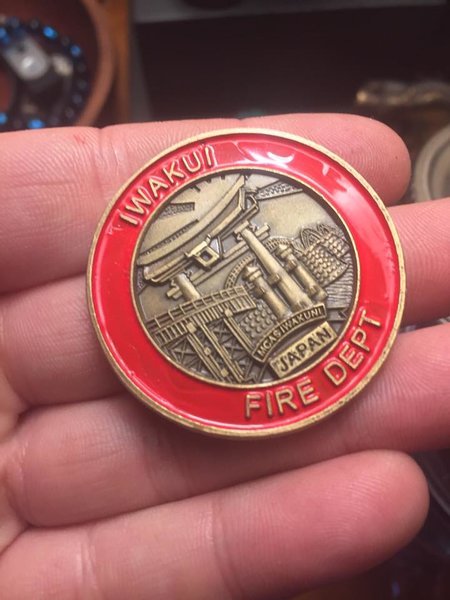 IWAKUI
MCAS IWAKUNI
JAPAN
FIRE DEPT